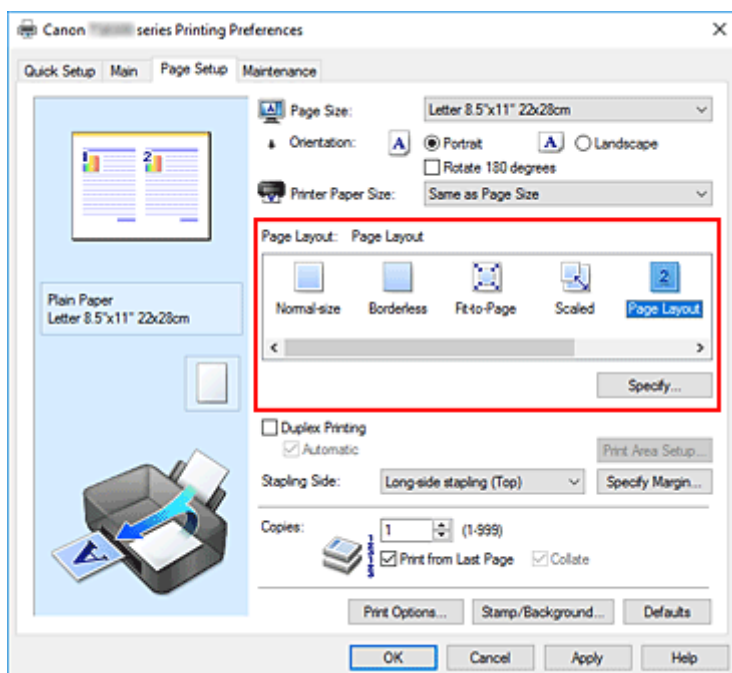 Canon series Printing Preferences
Quick Setup Main Page Setup Maintenance
1 2
Plain Paper
Letter 8.5"x11" 22x28cm
Page Size: Letter 8.5"x11" 22x28cm
Orientation: A Portrait A Landscape
Rotate 180 degrees
Printer Paper Size: Same as Page Size
Page Layout: Page Layout
2
Normal-size Borderless Fit-to-Page Scaled Page Layout
Specify...
Duplex Printing
Automatic Print Area Setup...
Stapling Side: Long-side stapling (Top) Specify Margin...
Copies: 1 (1-999)
Print from Last Page Collate
A
Print Options... Stamp/Background... Defaults
OK Cancel Apply Help